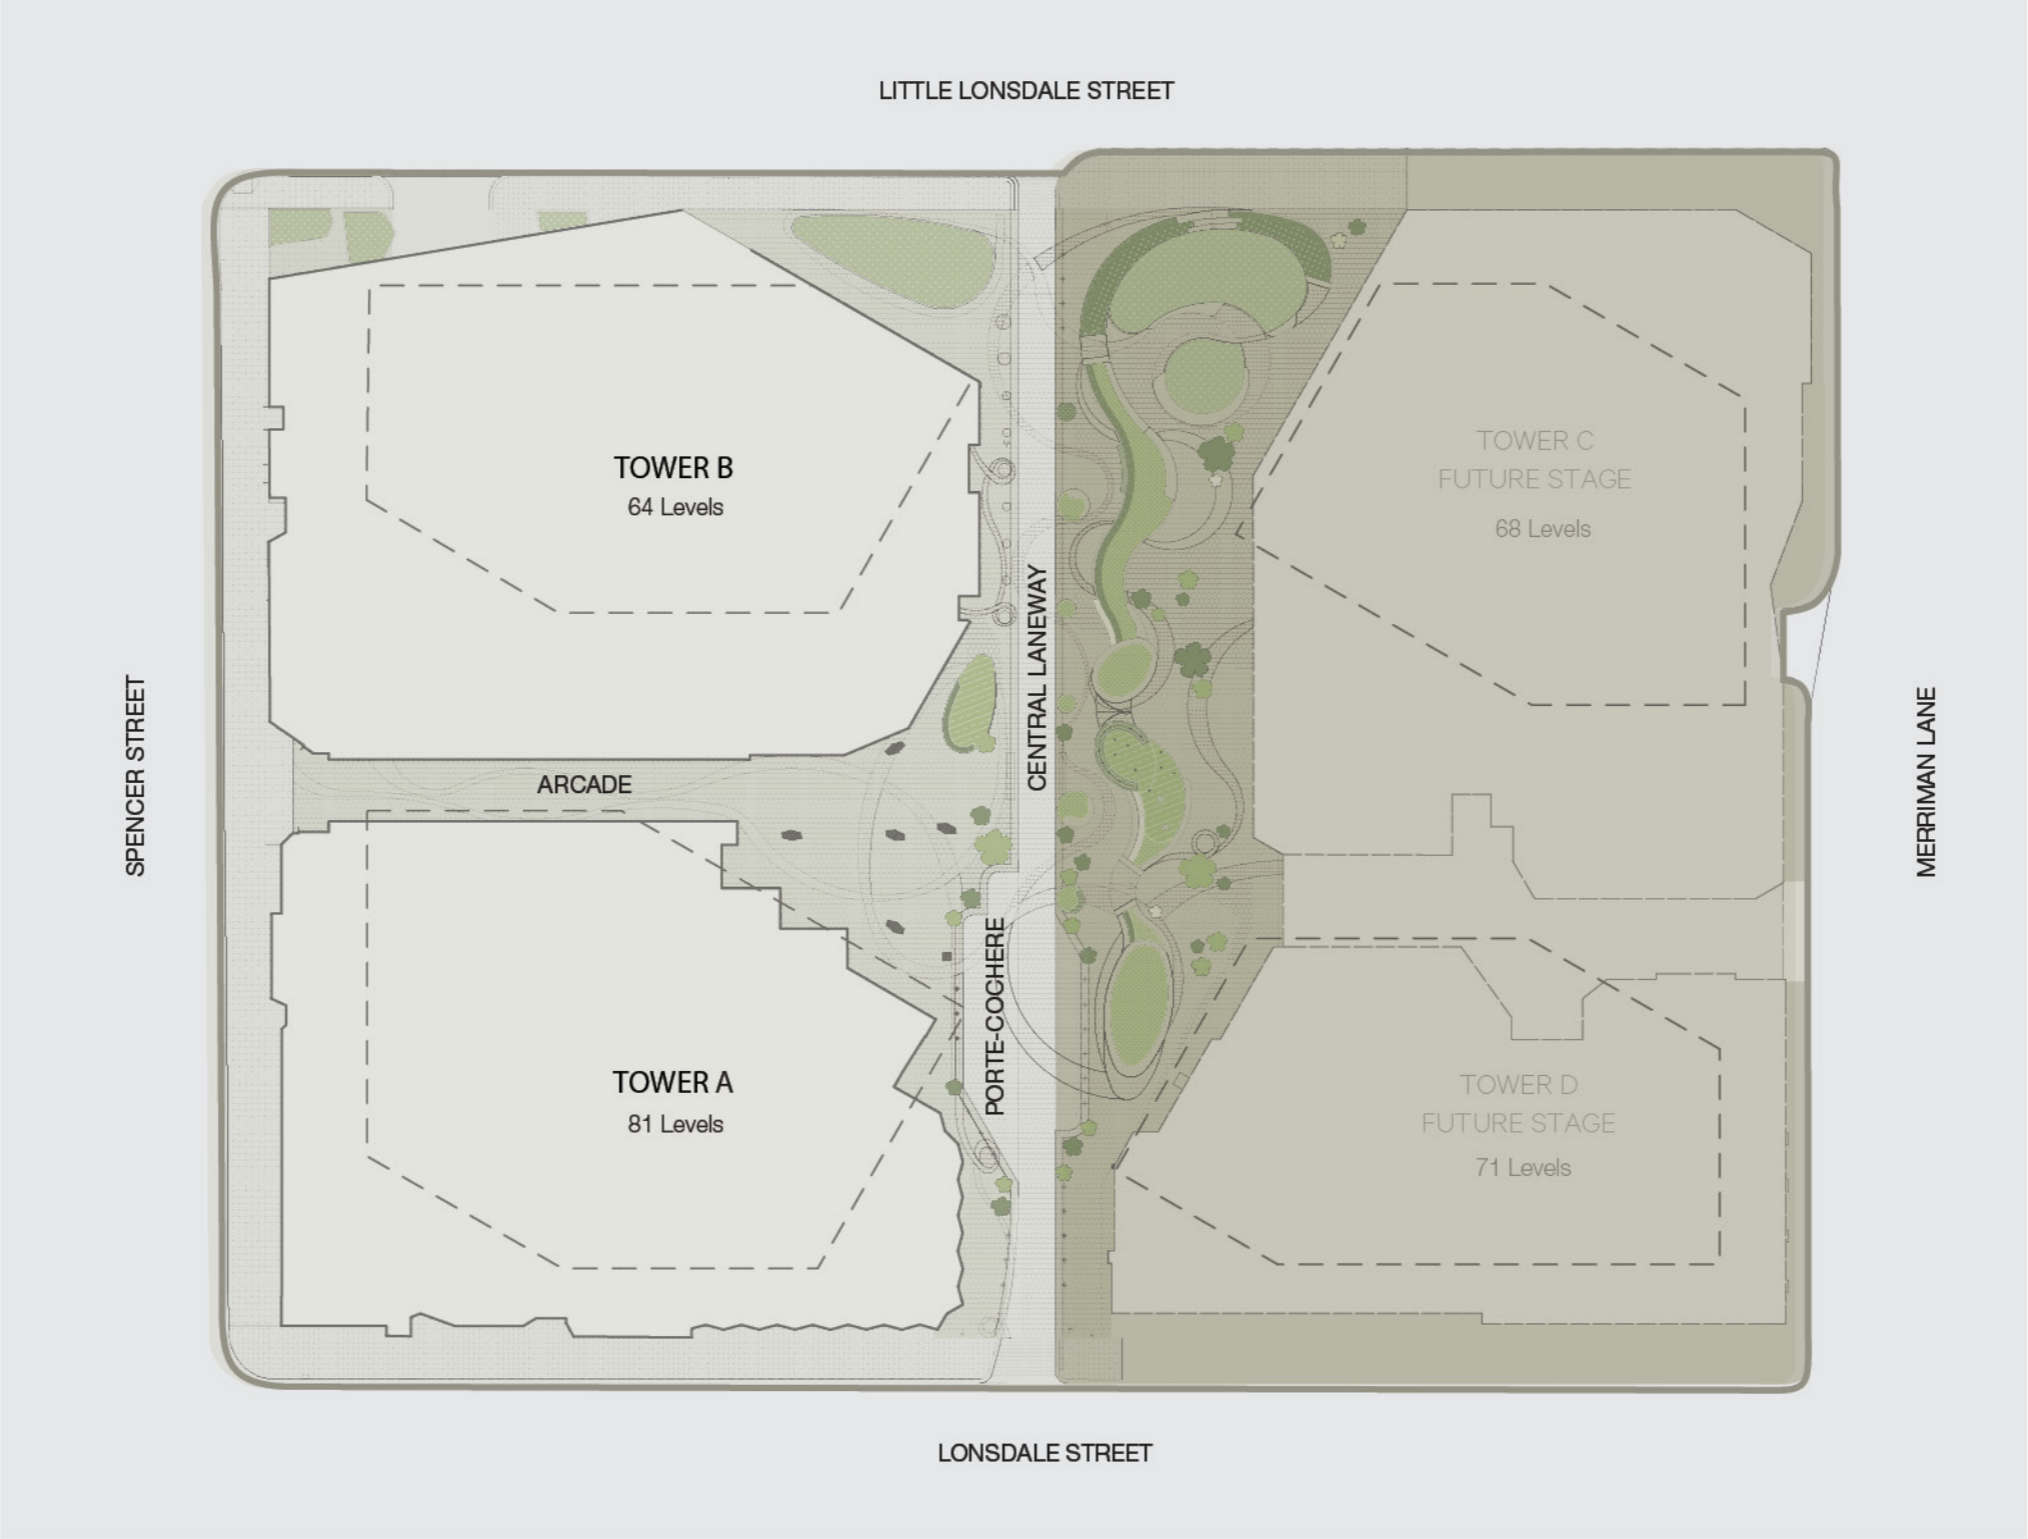 LITTLE LONSDALE STREET
TOWER B
64 Levels
TOWER C
FUTURE STAGE
68 Levels
CENTRAL LANEWAY
SPENCER STREET
ARCADE
MERRIMAN LANE
PORTE-COCHERE
TOWER A
81 Levels
TOWER D
FUTURE STAGE
71 Levels
LONSDALE STREET